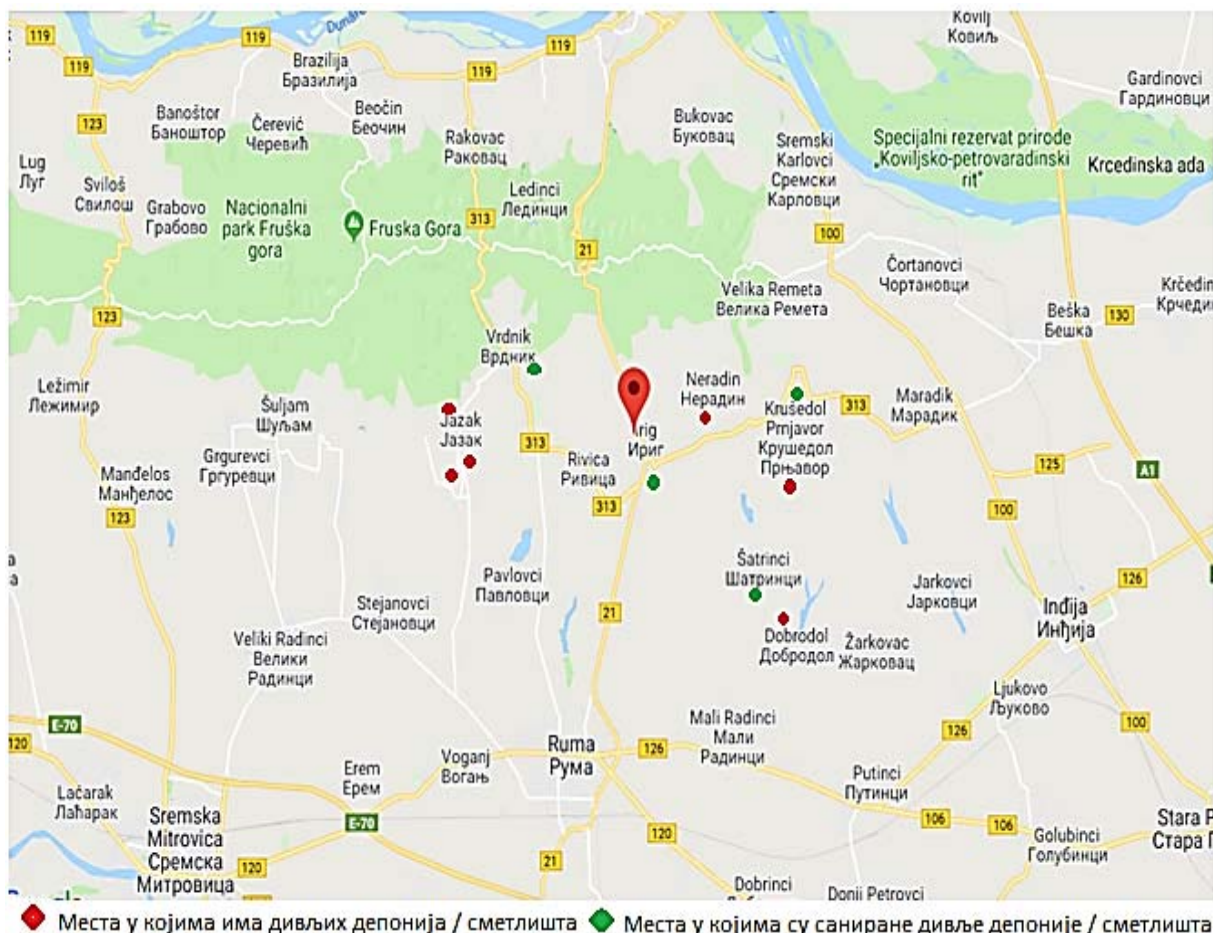 119
Dunav
Kovilj
Ковиљ
119
119
Brazilija
Бразилија
119
Gardinovci
Гардиновци
Banoštor
Баноштор
Čerević
Черевић
Beočin
Беочин
123
Rakovac
Раковац
Bukovac
Буковац
Sremski
Karlovci
Сремски
Карловци
Specijalni rezervat prirode
„Koviljsko-petrovaradinski
rit"
Krcedinska ada
Lug
Луг
Sviloš
Свилош
Grabovo
Грабово
Nacionalni
park Fruška
gora
Fruska Gora
Ledinci
Лединци
313
21
100
Čortanovci
Чортановци
Velika Remeta
Велика Ремета
Krčedin
Beška
Бешка
130
123
Vrdnik
Врдник
Ležimir
Лежимир
Šuljam
Шуљам
Neradin
Нерадин
Krušedol
Prnjavor
Крушедол
Прњавор
313
Maradik
Марадик
Jazak
Јазак
Irig
Ириг
313
Grgurevci
Гргуревци
Rivica
Ривица
Manđelos
Манђелос
123
125
A1
313
100
Pavlovci
Павловци
Šatrinci
Шатринци
Jarkovci
Јарковци
126
Stejanovci
Стејановци
21
Inđija
Инђија
Veliki Radinci
Велики
Радинци
Dobrodol
Добродол
Žarkovac
Жарковац
Ljukovo
Љуково
E-70
120
Mali Radinci
Мали
Радинци
100
Ruma
Рума
126
Voganj
Вогањ
Erem
Ерем
Putinci
Путинци
Laćarak
Лаћарак
Sremska
Mitrovica
Сремска
Митровица
E-70
106
106
Stara
Стара
120
120
Golubinci
Голубинци
21
Dobrinci
Donji Petrovci
Места у којима има дивљих депонија / сметлишта
Места у којима су саниране дивље депоније / сметлишта